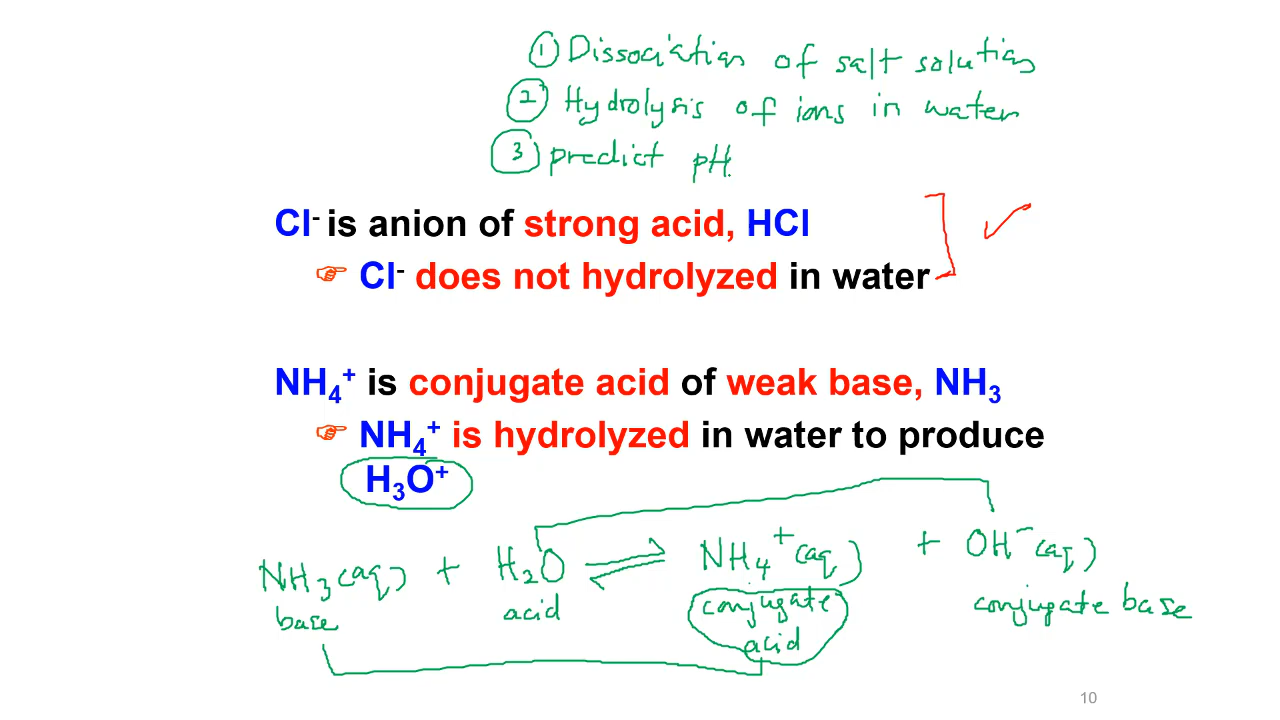 ① Dissociation of salt solution
② Hydrolysis of ions in water
③ predict pH
Cl⁻ is anion of strong acid, HCl
☞ Cl⁻ does not hydrolyzed in water
NH₄⁺ is conjugate acid of weak base, NH₃
☞ NH₄⁺ is hydrolyzed in water to produce
H₃O⁺
NH₃(aq) + H₂O ⇌ NH₄⁺(aq) + OH⁻(aq)
base acid conjugate acid conjugate base
10